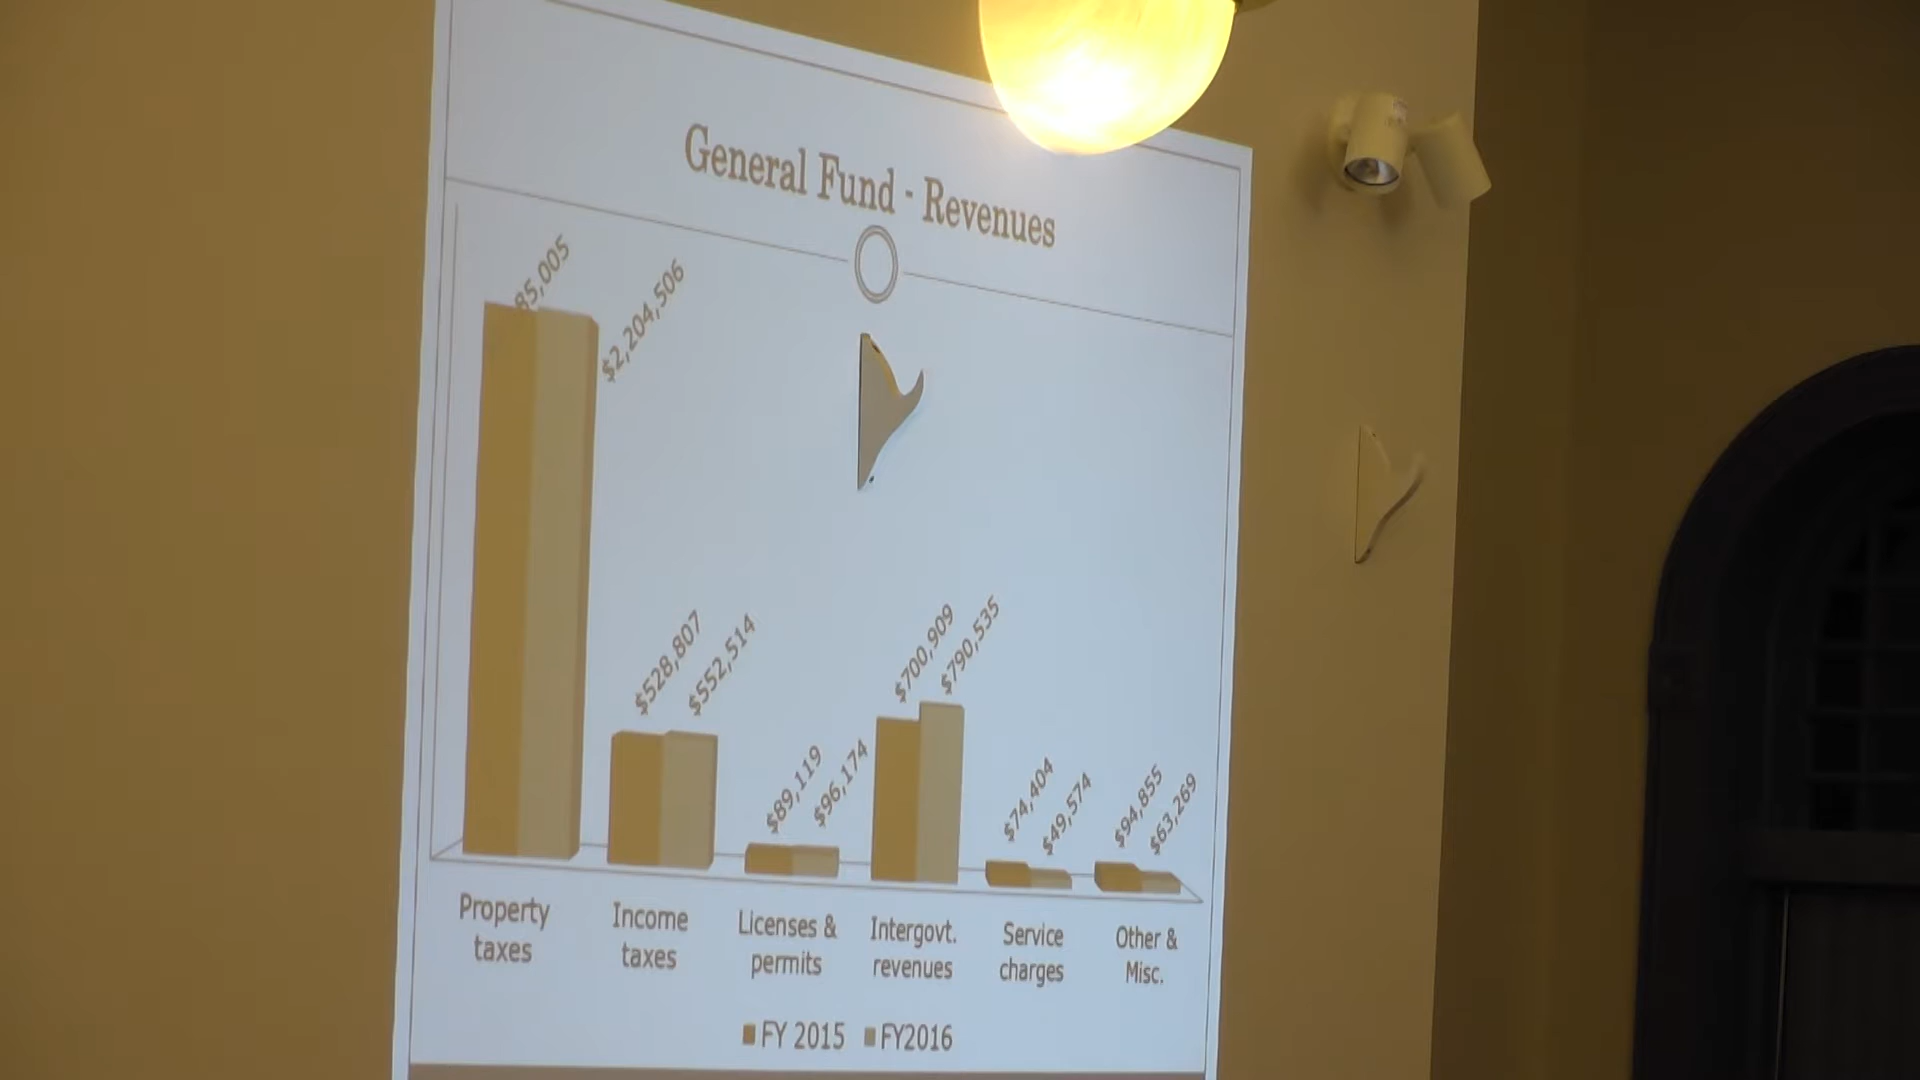 General Fund - Revenues
85,005
$2,204,506
$528,807
$552,514
$89,119
$96,174
$700,909
$790,535
$74,404
$49,574
$94,855
$63,269
Property taxes
Income taxes
Licenses & permits
Intergovt. revenues
Service charges
Other & Misc.
FY 2015
FY2016